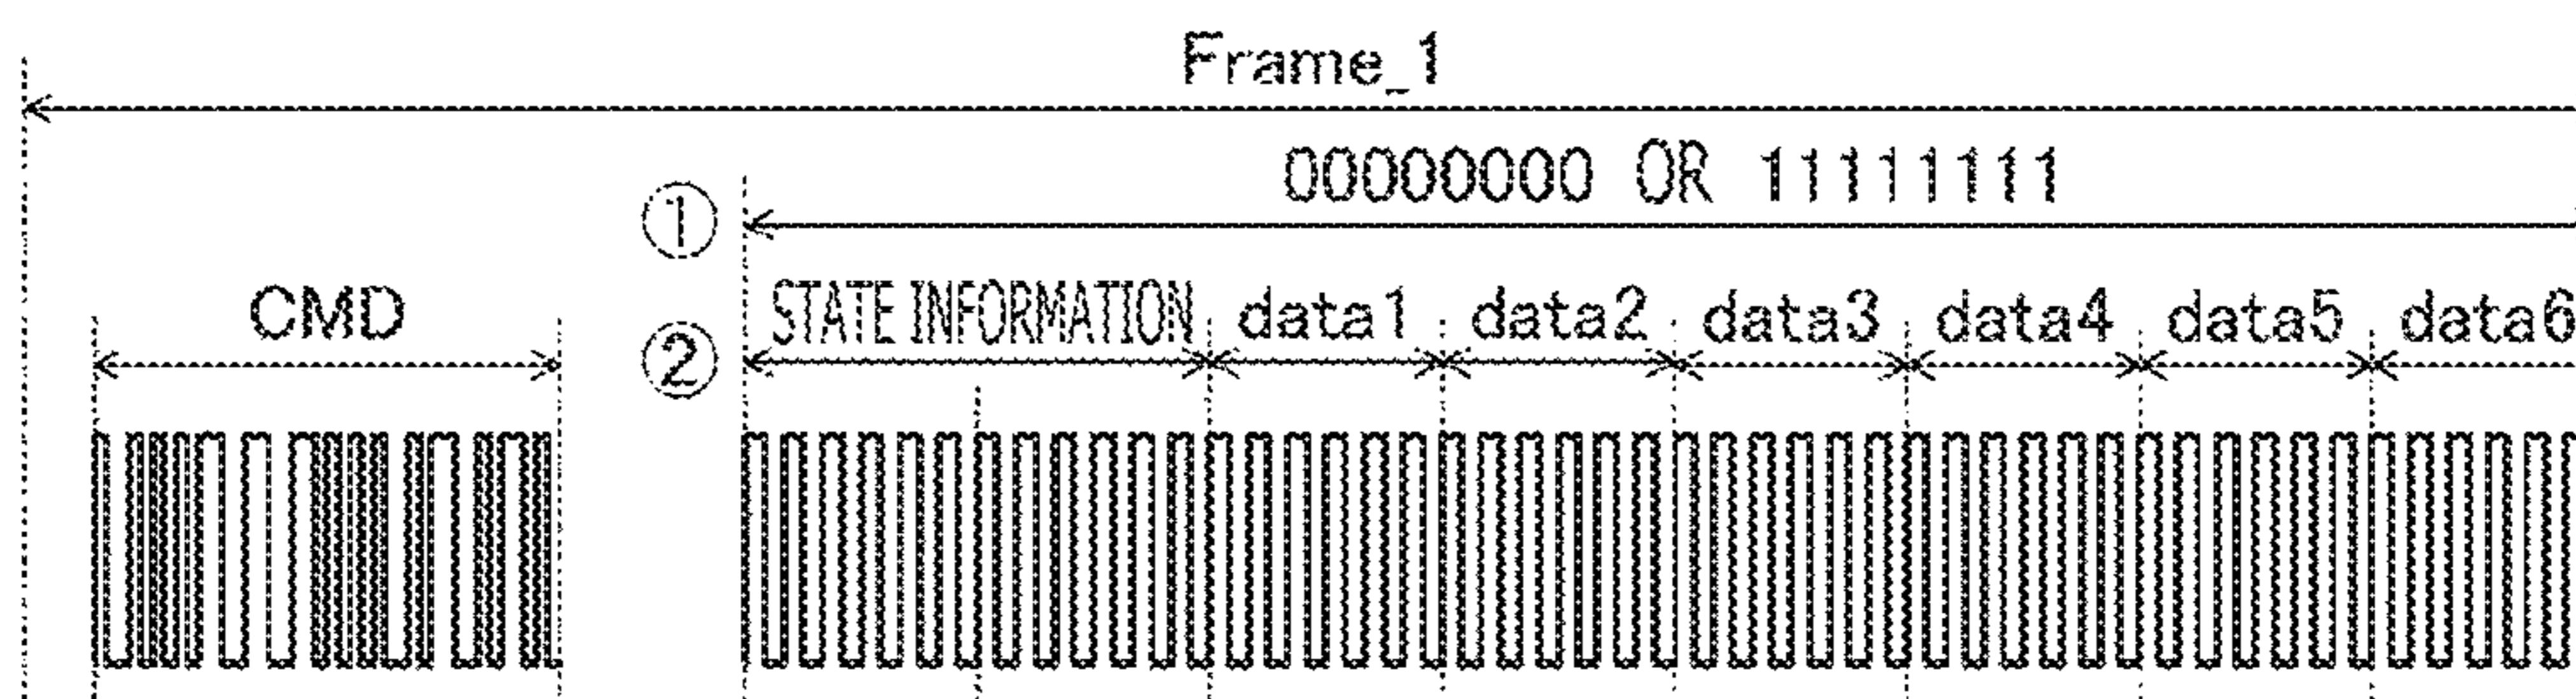 Frame_1
00000000 OR 11111111
①
CMD
STATE INFORMATION data1 data2 data3 data4 data5 data6
②